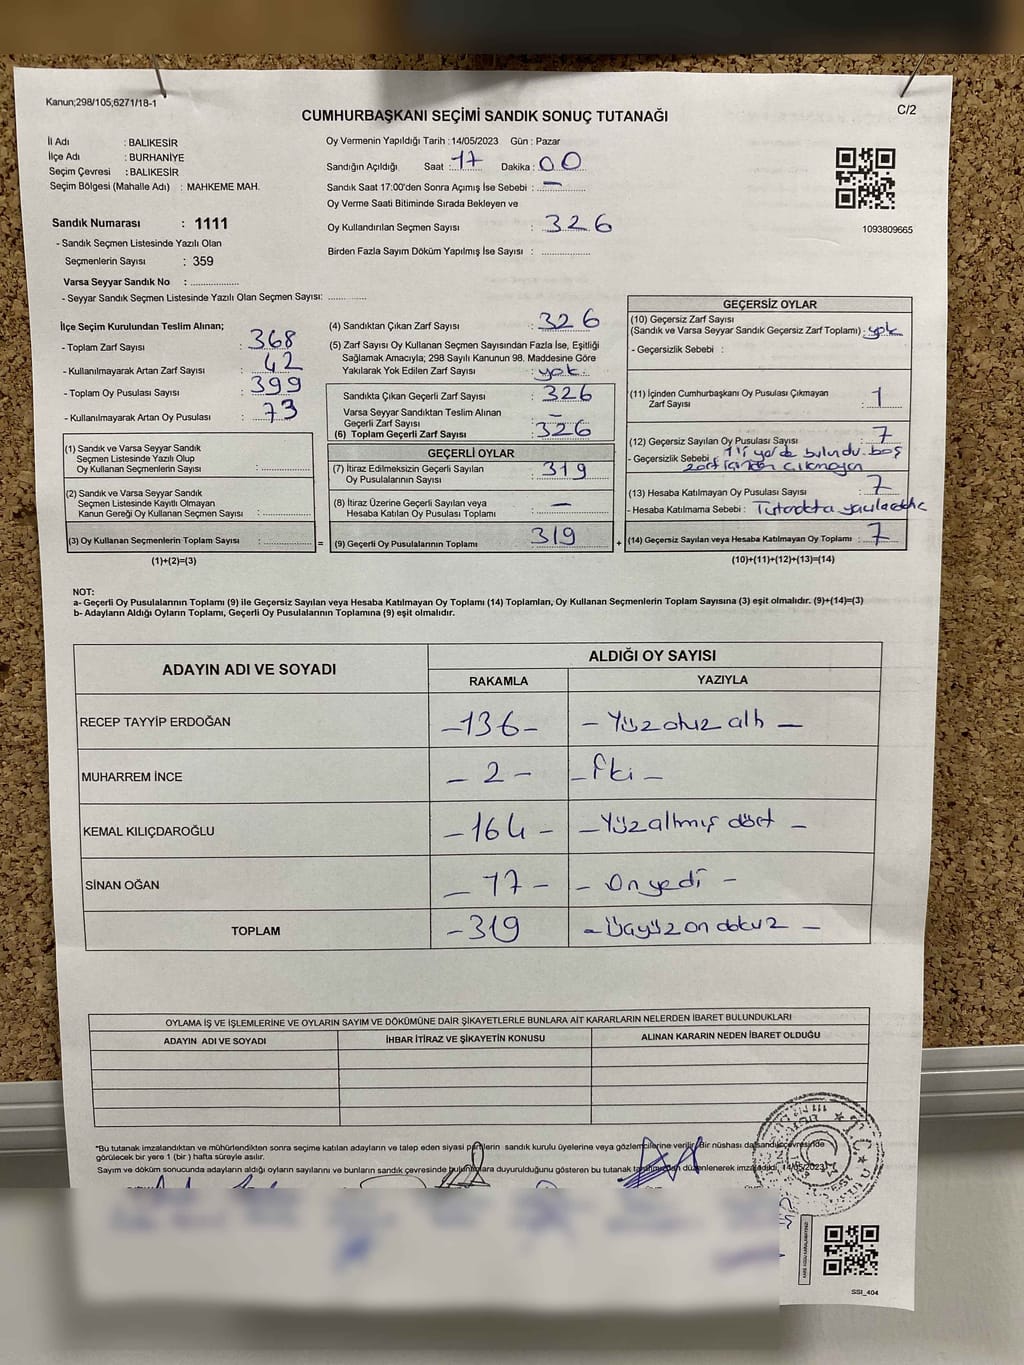 Kanun;298/105;6271/18-1
C/2
CUMHURBAŞKANI SEÇİMİ SANDIK SONUÇ TUTANAĞI
İl Adı : BALIKESİR
İlçe Adı : BURHANİYE
Seçim Çevresi : BALIKESİR
Seçim Bölgesi (Mahalle Adı) : MAHKEME MAH.
Sandık Numarası : 1111
- Sandık Seçmen Listesinde Yazılı Olan
Seçmenlerin Sayısı : 359
Varsa Seyyar Sandık No : ..................
- Seyyar Sandık Seçmen Listesinde Yazılı Olan Seçmen Sayısı: ..............
Oy Vermenin Yapıldığı Tarih : 14/05/2023 Gün : Pazar
Sandığın Açıldığı Saat : 17 Dakika : 00
Sandık Saat 17:00'den Sonra Açımış İse Sebebi : —
Oy Verme Saati Bitiminde Sırada Bekleyen ve
Oy Kullandırılan Seçmen Sayısı : 326
Birden Fazla Sayım Döküm Yapılmış İse Sayısı : ..................
1093809665
İlçe Seçim Kurulundan Teslim Alınan;
- Toplam Zarf Sayısı : 368
- Kullanılmayarak Artan Zarf Sayısı : 42
- Toplam Oy Pusulası Sayısı : 399
- Kullanılmayarak Artan Oy Pusulası : 73
(1) Sandık ve Varsa Seyyar Sandık
Seçmen Listesinde Yazılı Olup
Oy Kullanan Seçmenlerin Sayısı : ..................
(2) Sandık ve Varsa Seyyar Sandık
Seçmen Listesinde Kayıtlı Olmayan
Kanun Gereği Oy Kullanan Seçmen Sayısı : ..................
(3) Oy Kullanan Seçmenlerin Toplam Sayısı : ..................
(1)+(2)=(3)
=
(4) Sandıktan Çıkan Zarf Sayısı : 326
(5) Zarf Sayısı Oy Kullanan Seçmen Sayısından Fazla İse, Eşitliği
Sağlamak Amacıyla; 298 Sayılı Kanunun 98. Maddesine Göre
Yakılarak Yok Edilen Zarf Sayısı : yok
Sandıkta Çıkan Geçerli Zarf Sayısı : 326
Varsa Seyyar Sandıktan Teslim Alınan
Geçerli Zarf Sayısı : —
(6) Toplam Geçerli Zarf Sayısı : 326
GEÇERLİ OYLAR
(7) İtiraz Edilmeksizin Geçerli Sayılan
Oy Pusulalarının Sayısı : 319
(8) İtiraz Üzerine Geçerli Sayılan veya
Hesaba Katılan Oy Pusulası Toplamı : —
(9) Geçerli Oy Pusulalarının Toplamı : 319
+
GEÇERSİZ OYLAR
(10) Geçersiz Zarf Sayısı
(Sandık ve Varsa Seyyar Sandık Geçersiz Zarf Toplamı) : yok
- Geçersizlik Sebebi :
(11) İçinden Cumhurbaşkanı Oy Pusulası Çıkmayan
Zarf Sayısı : 1
(12) Geçersiz Sayılan Oy Pusulası Sayısı : 7
- Geçersizlik Sebebi : bulundu. boş
zarf içinden çıkmayan
(13) Hesaba Katılmayan Oy Pusulası Sayısı : 7
- Hesaba Katılmama Sebebi :
(14) Geçersiz Sayılan veya Hesaba Katılmayan Oy Toplamı : 7
(10)+(11)+(12)+(13)=(14)
NOT:
a- Geçerli Oy Pusulalarının Toplamı (9) ile Geçersiz Sayılan veya Hesaba Katılmayan Oy Toplamı (14) Toplamları, Oy Kullanan Seçmenlerin Toplam Sayısına (3) eşit olmalıdır. (9)+(14)=(3)
b- Adayların Aldığı Oyların Toplamı, Geçerli Oy Pusulalarının Toplamına (9) eşit olmalıdır.
ADAYIN ADI VE SOYADI
ALDIĞI OY SAYISI
RAKAMLA YAZIYLA
RECEP TAYYİP ERDOĞAN -136- - Yüz otuz altı -
MUHARREM İNCE - 2 - - İki -
KEMAL KILIÇDAROĞLU -164- - Yüz altmış dört -
SİNAN OĞAN - 17 - - On yedi -
TOPLAM -319 - Üçyüz on dokuz -
OYLAMA İŞ VE İŞLEMLERİNE VE OYLARIN SAYIM VE DÖKÜMÜNE DAİR ŞİKAYETLERLE BUNLARA AİT KARARLARIN NELERDEN İBARET BULUNDUKLARI
ADAYIN ADI VE SOYADI İHBAR İTİRAZ VE ŞİKAYETİN KONUSU ALINAN KARARIN NEDEN İBARET OLDUĞU
*Bu tutanak imzalandıktan ve mühürlendikten sonra seçime katılan adayların ve talep eden siyasi partilerin sandık kurulu üyelerine veya gözlemcilerine verilir. Bir nüshası da sandık çevresinde
görülecek bir yere 1 (bir ) hafta süreyle asılır.
Sayım ve döküm sonucunda adayların aldığı oyların sayılarını ve bunların sandık çevresinde bulunanlara duyurulduğunu gösteren bu tutanak tarafımızdan düzenlenerek imzalandı. 14/05/2023
SSİ_404